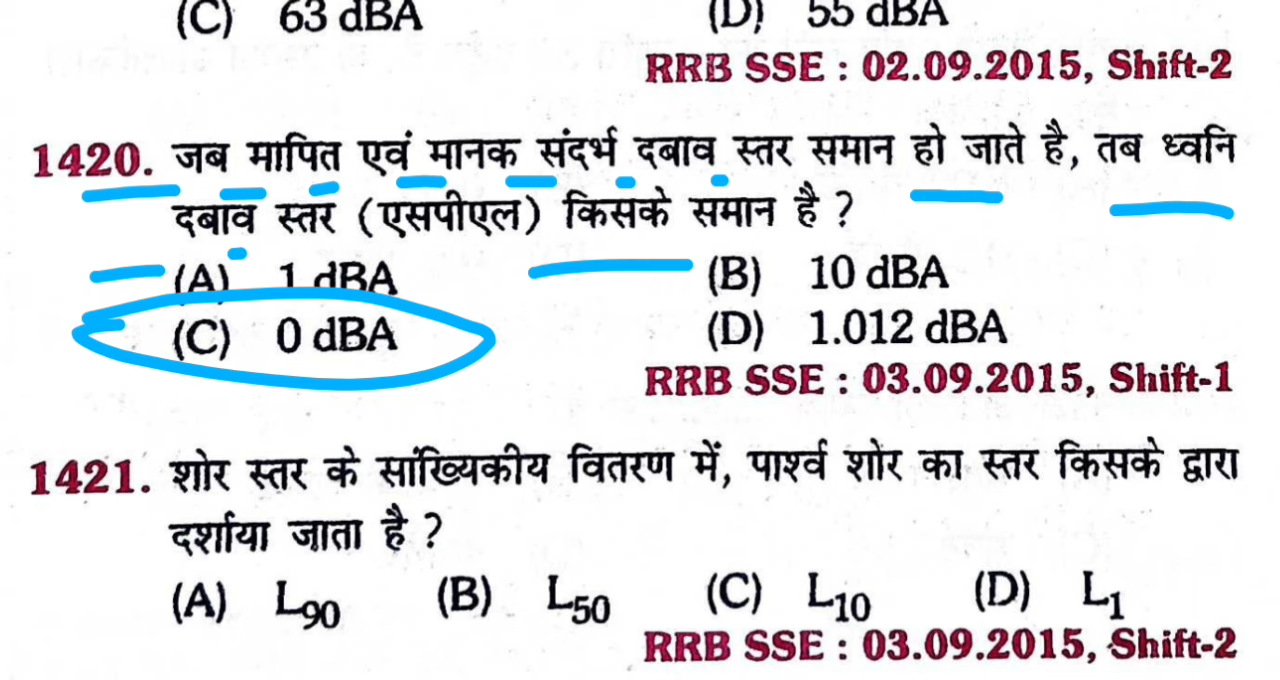 (C) 63 dBA (D) 55 dBA
RRB SSE : 02.09.2015, Shift-2
1420. जब मापित एवं मानक संदर्भ दबाव स्तर समान हो जाते है, तब ध्वनि
दबाव स्तर (एसपीएल) किसके समान है ?
(A) 1 dBA (B) 10 dBA
(C) 0 dBA (D) 1.012 dBA
RRB SSE : 03.09.2015, Shift-1
1421. शोर स्तर के सांख्यिकीय वितरण में, पार्श्व शोर का स्तर किसके द्वारा
दर्शाया जाता है ?
(A) L90 (B) L50 (C) L10 (D) L1
RRB SSE : 03.09.2015, Shift-2